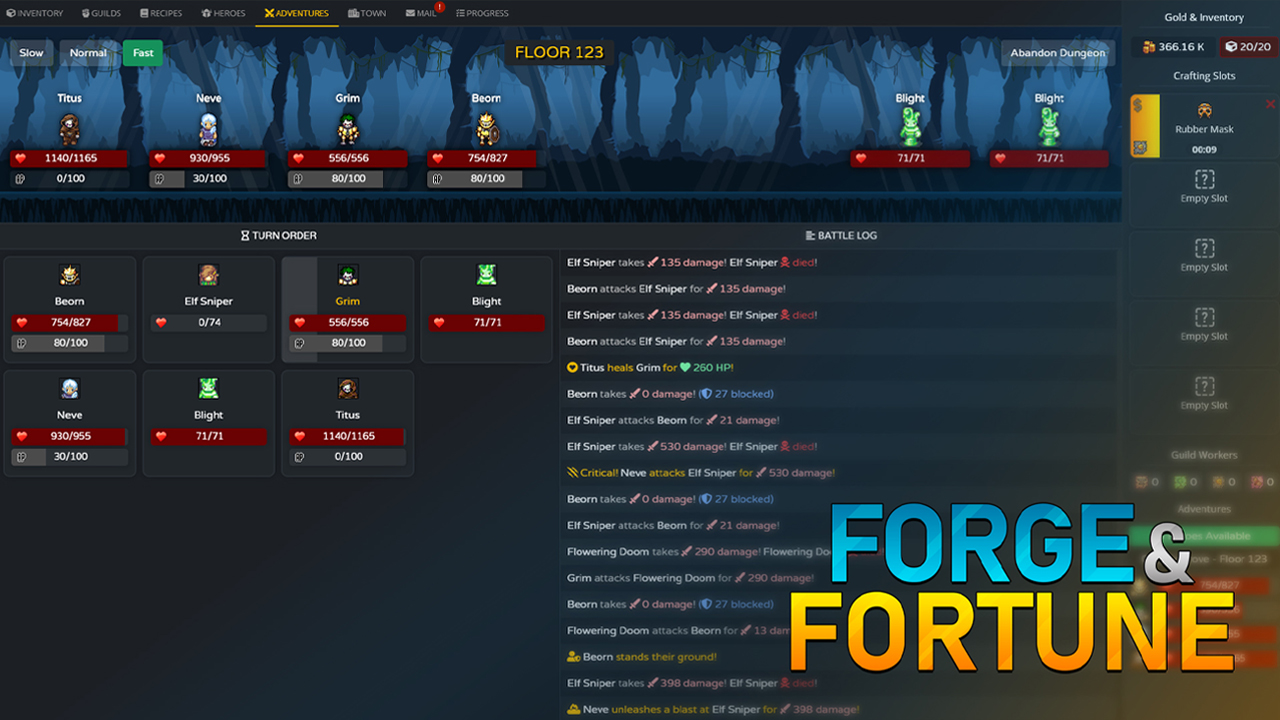 INVENTORY GUILDS RECIPES HEROES ADVENTURES TOWN MAIL ! PROGRESS
Slow Normal Fast
FLOOR 123
Abandon Dungeon
Titus Neve Grim Beorn Blight Blight
1140/1165 930/955 556/556 754/827 71/71 71/71
0/100 30/100 80/100 80/100
TURN ORDER
Beorn Elf Sniper Grim Blight
754/827 0/74 556/556 71/71
80/100 80/100
Neve Blight Titus
930/955 71/71 1140/1165
30/100 0/100
BATTLE LOG
Elf Sniper takes 135 damage! Elf Sniper died!
Beorn attacks Elf Sniper for 135 damage!
Elf Sniper takes 135 damage! Elf Sniper died!
Beorn attacks Elf Sniper for 135 damage!
Titus heals Grim for 260 HP!
Beorn takes 0 damage! (27 blocked)
Elf Sniper attacks Beorn for 21 damage!
Elf Sniper takes 530 damage! Elf Sniper died!
Critical! Neve attacks Elf Sniper for 530 damage!
Beorn takes 0 damage! (27 blocked)
Elf Sniper attacks Beorn for 21 damage!
Flowering Doom takes 290 damage! Flowering Do
Grim attacks Flowering Doom for 290 damage!
Beorn takes 0 damage! (27 blocked)
Flowering Doom attacks Beorn for 13 dam
Beorn stands their ground!
Elf Sniper takes 398 damage! Elf Sniper died!
Neve unleashes a blast at Elf Sniper for 398 damage!
Gold & Inventory
366.16 K 20/20
Crafting Slots
Rubber Mask
00:09
Empty Slot
Empty Slot
Empty Slot
Empty Slot
Guild Workers
0 0 0 0
Adventures
Available
Floor 123
754/827
FORGE &
FORTUNE